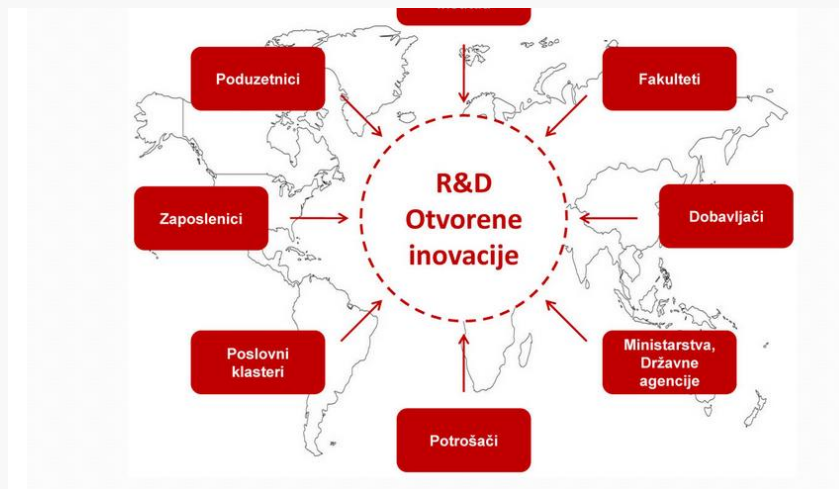 Poduzetnici
Fakulteti
R&D
Otvorene
inovacije
Zaposlenici
Dobavljači
Poslovni
klasteri
Ministarstva,
Državne
agencije
Potrošači